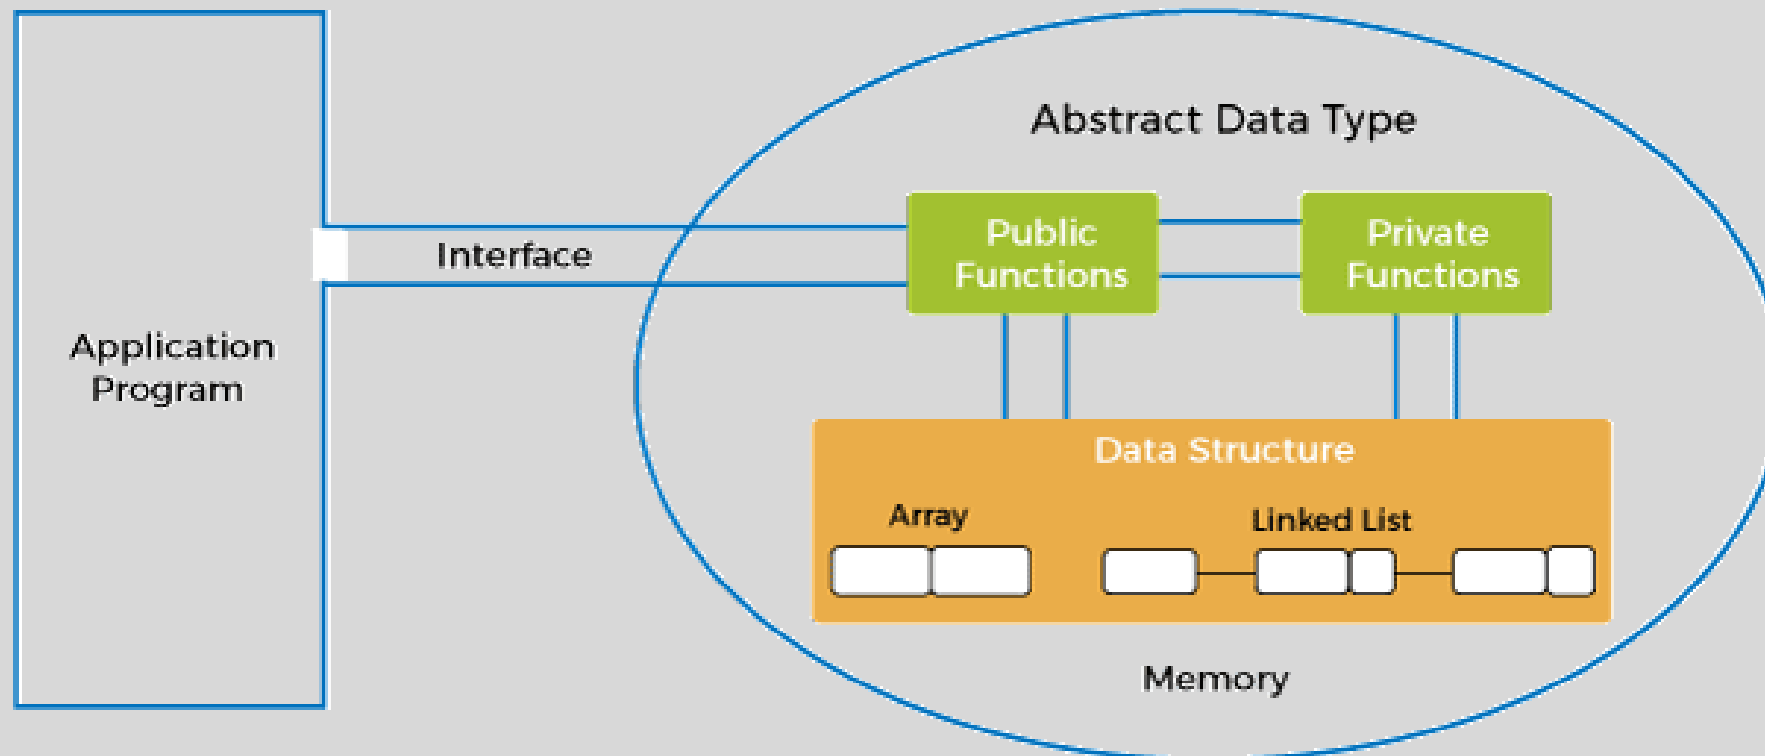 Abstract Data Type
Interface
Public
Functions
Private
Functions
Application
Program
Data Structure
Array
Linked List
Memory